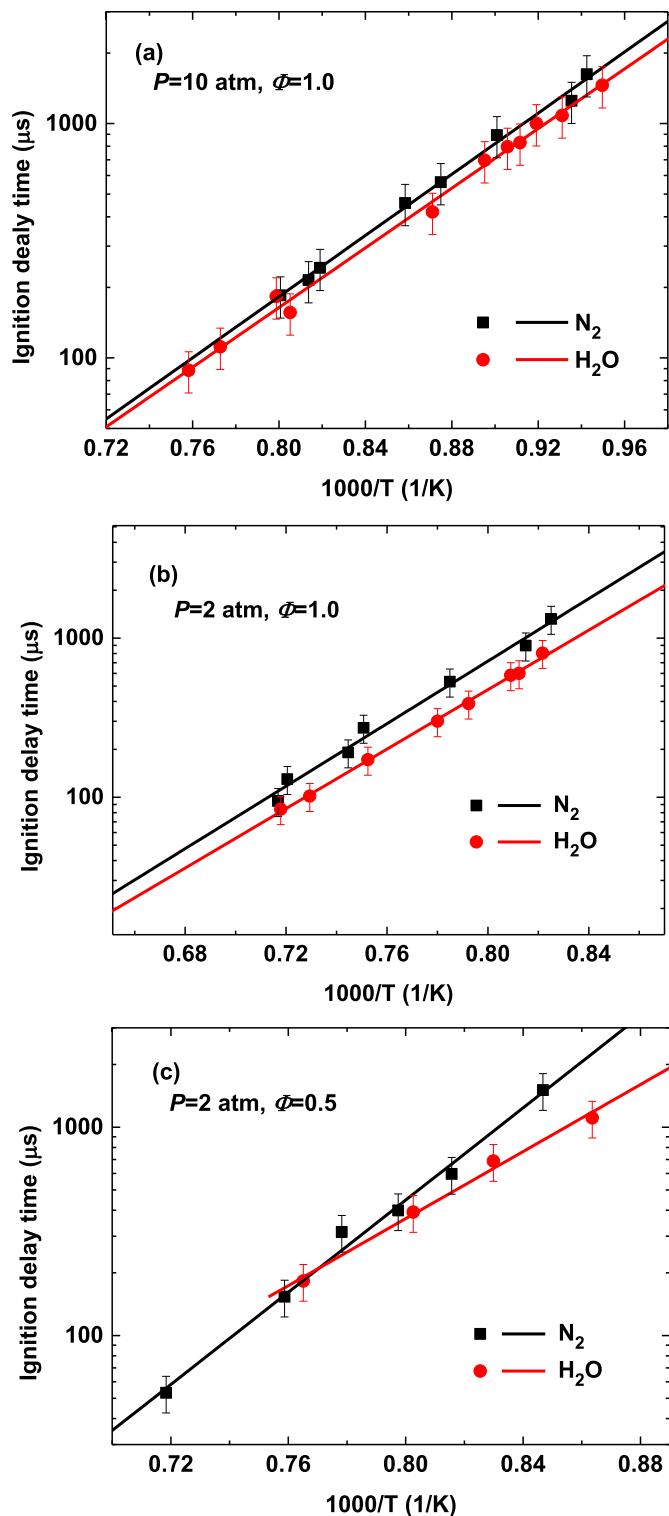 (a)
P=10 atm, Φ=1.0
1000
100
Ignition dealy time (μs)
N₂
H₂O
0.72 0.76 0.80 0.84 0.88 0.92 0.96
1000/T (1/K)
(b)
P=2 atm, Φ=1.0
1000
100
Ignition delay time (μs)
N₂
H₂O
0.68 0.72 0.76 0.80 0.84
1000/T (1/K)
(c)
P=2 atm, Φ=0.5
1000
100
Ignition delay time (μs)
N₂
H₂O
0.72 0.76 0.80 0.84 0.88
1000/T (1/K)